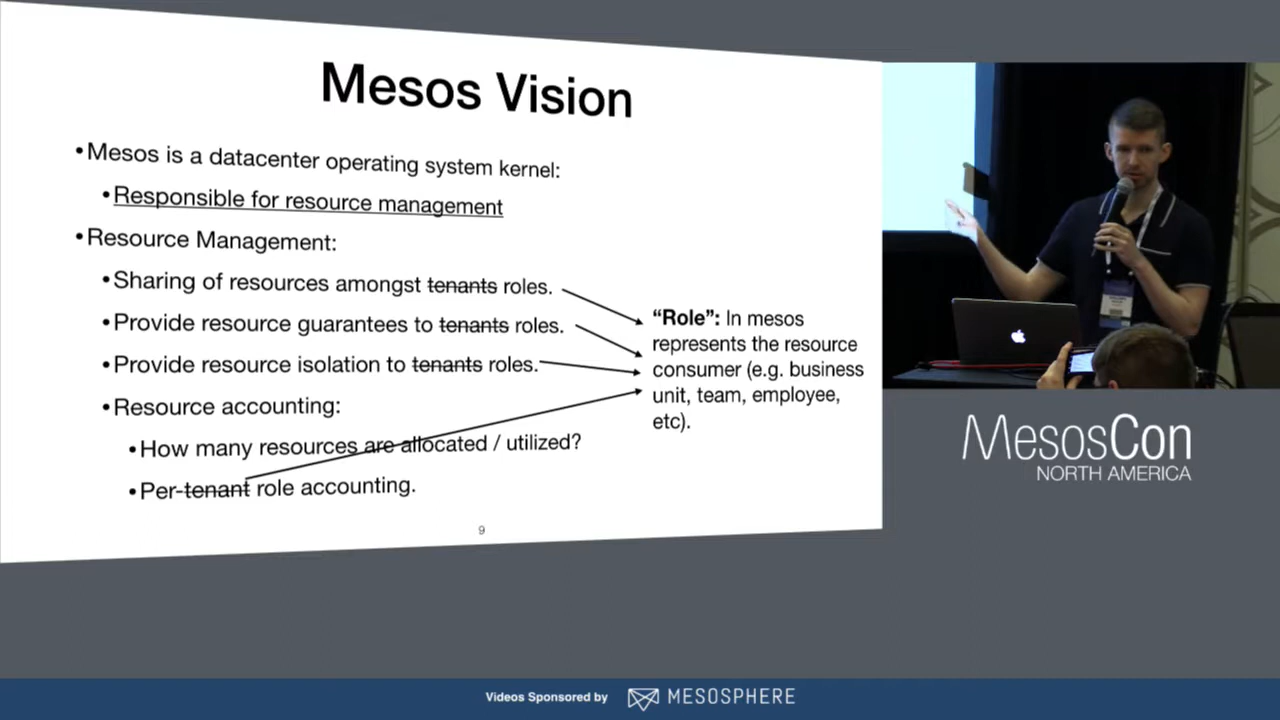 Mesos Vision
•Mesos is a datacenter operating system kernel:
•Responsible for resource management
•Resource Management:
•Sharing of resources amongst tenants roles.
•Provide resource guarantees to tenants roles.
•Provide resource isolation to tenants roles.
•Resource accounting:
•How many resources are allocated / utilized?
•Per-tenant role accounting.
“Role”: In mesos
represents the resource
consumer (e.g. business
unit, team, employee,
etc).
9
MesosCon
NORTH AMERICA
Videos Sponsored by MESOSPHERE